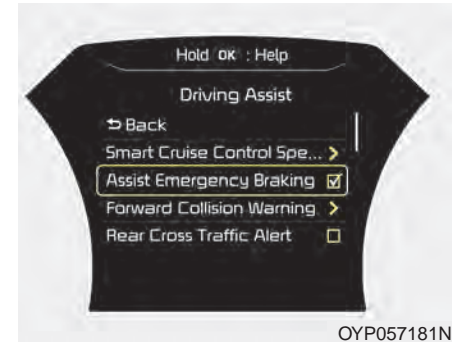 Hold OK : Help
Driving Assist
Back
Smart Cruise Control Spe...
Assist Emergency Braking
Forward Collision Warning
Rear Cross Traffic Alert
OYP057181N